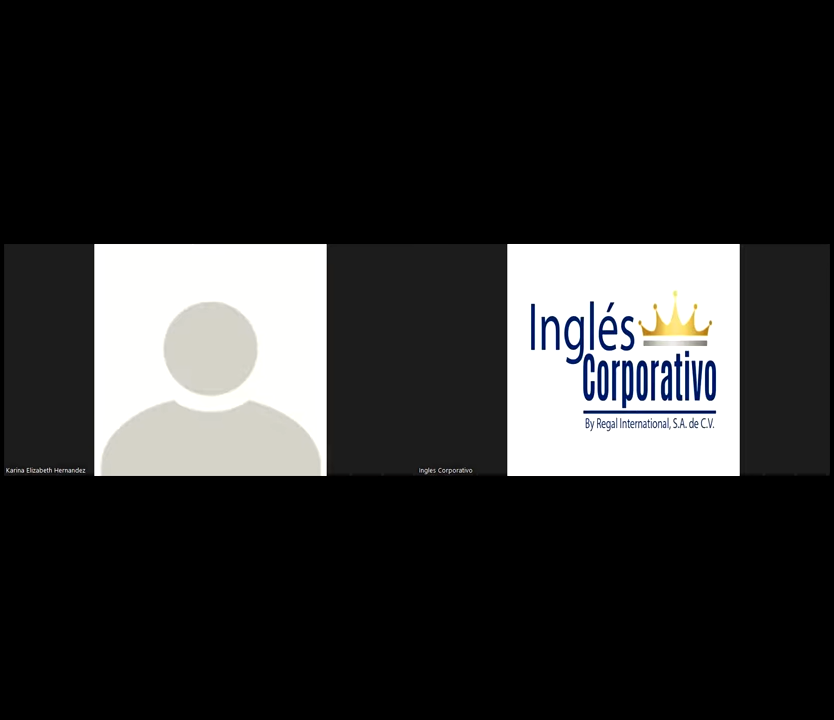 Inglés
Corporativo
By Regal International, S.A. de C.V.
Karina Elizabeth Hernandez
Ingles Corporativo